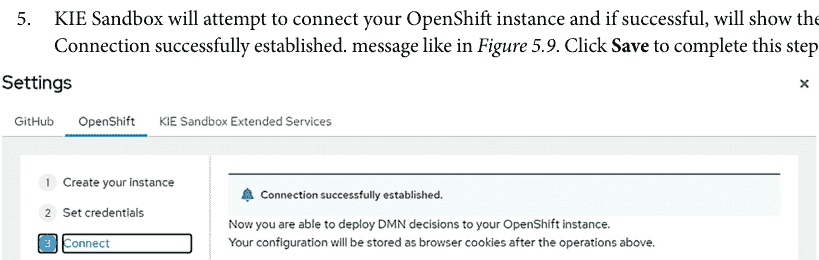 5. KIE Sandbox will attempt to connect your OpenShift instance and if successful, will show the
Connection successfully established. message like in Figure 5.9. Click Save to complete this step
Settings ×
GitHub OpenShift KIE Sandbox Extended Services
1 Create your instance
2 Set credentials
3 Connect
Connection successfully established.
Now you are able to deploy DMN decisions to your OpenShift instance.
Your configuration will be stored as browser cookies after the operations above.